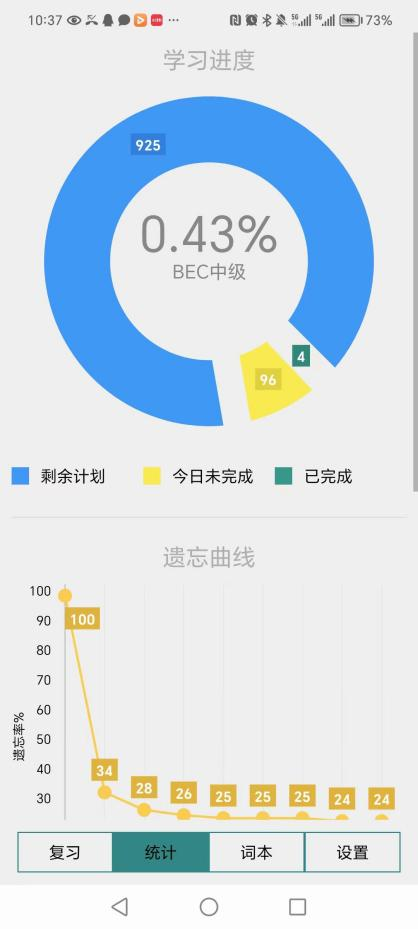 10:37
73%
学习进度
925
0.43%
BEC中级
4
96
剩余计划
今日未完成
已完成
遗忘曲线
遗忘率%
100
90
80
70
60
50
40
30
100
34
28
26
25
25
25
24
24
复习
统计
词本
设置